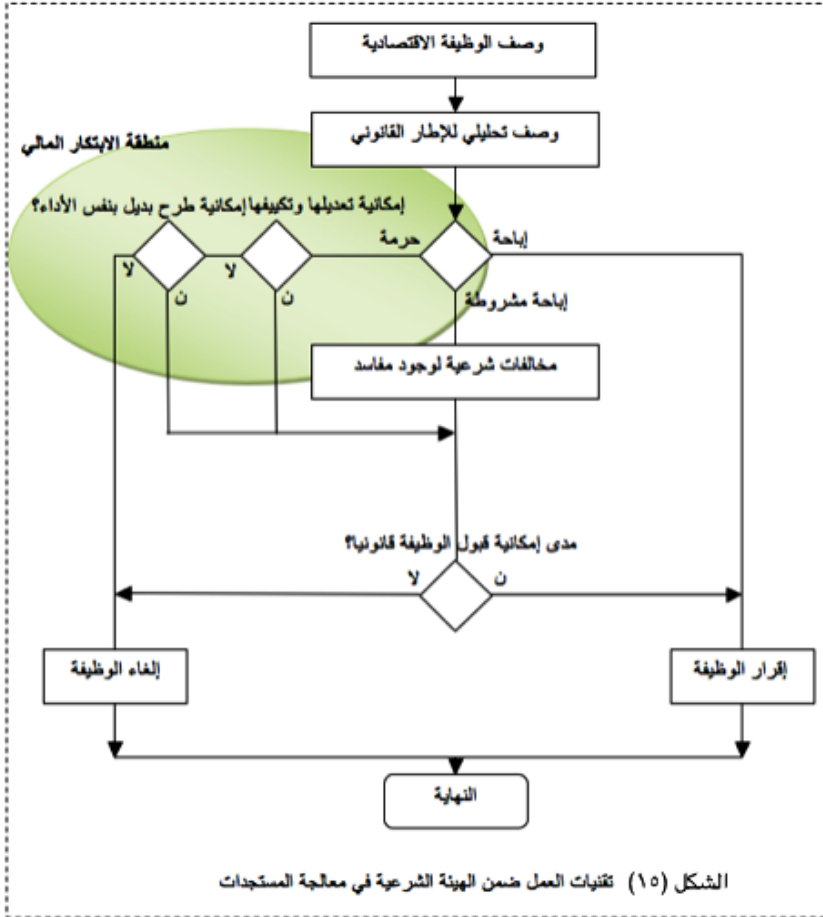 وصف الوظيفة الاقتصادية
وصف تحليلي للإطار القانوني
منطقة الابتكار المالي
إمكانية تعديلها وتكييفها
إمكانية طرح بديل بنفس الأداء؟
إباحة
حرمة
لا
لا
ن
ن
إباحة مشروطة
مخالفات شرعية لوجود مفاسد
مدى إمكانية قبول الوظيفة قانونيا؟
ن
لا
إقرار الوظيفة
إلغاء الوظيفة
النهاية
الشكل (١٥) تقنيات العمل ضمن الهيئة الشرعية في معالجة المستجدات